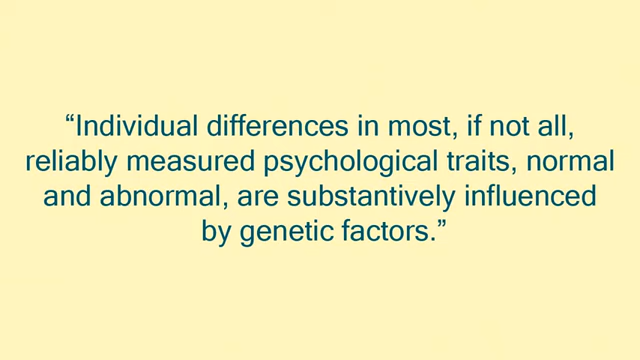 “Individual differences in most, if not all,
reliably measured psychological traits, normal
and abnormal, are substantively influenced
by genetic factors.”